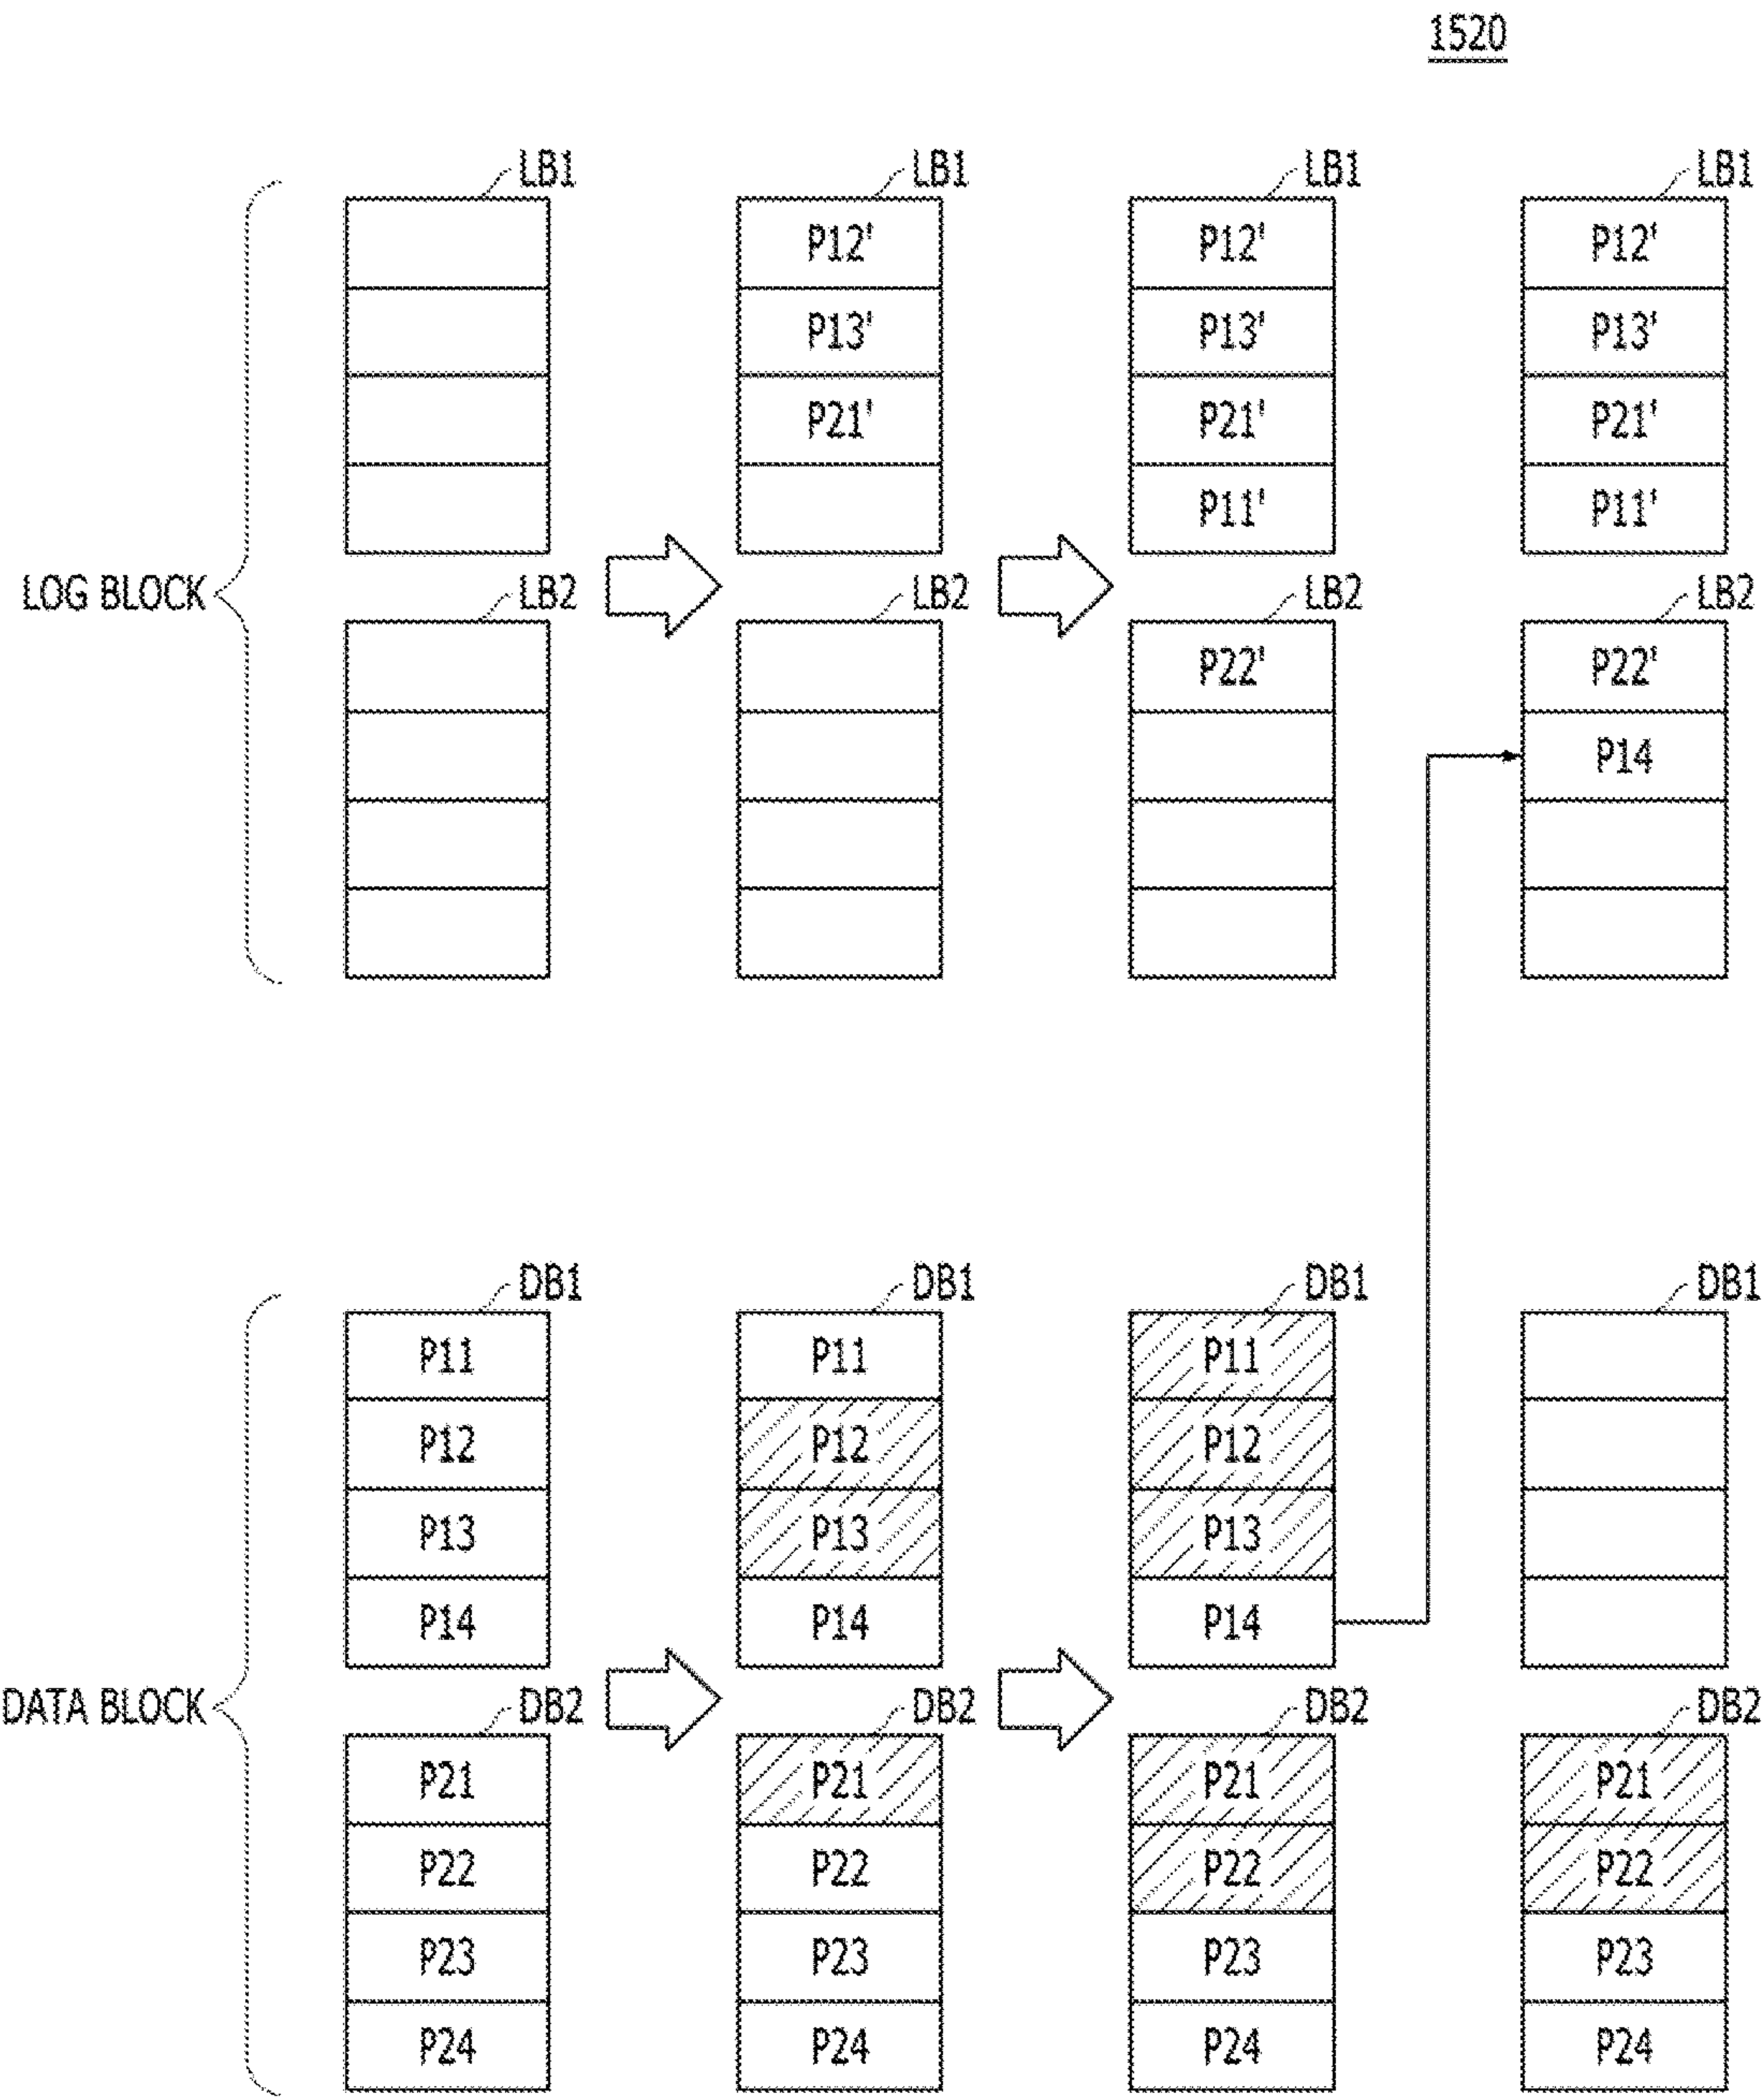 1520
LB1 LB1 LB1 LB1
P12' P12' P12'
P13' P13' P13'
P21' P21' P21'
P11' P11'
LOG BLOCK
LB2 LB2 LB2 LB2
P22' P22'
P14
DB1 DB1 DB1 DB1
P11 P11 P11
P12 P12 P12
P13 P13 P13
P14 P14 P14
DATA BLOCK
DB2 DB2 DB2 DB2
P21 P21 P21 P21
P22 P22 P22 P22
P23 P23 P23 P23
P24 P24 P24 P24